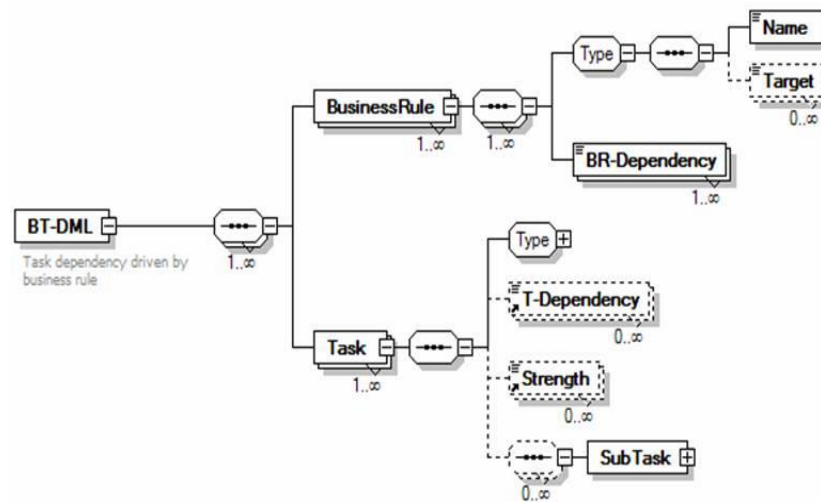 Name
Type
Target
0..∞
BusinessRule
1..∞
1..∞
BR-Dependency
1..∞
BT-DML
1..∞
Task dependency driven by
business rule
Type
T-Dependency
0..∞
Task
1..∞
Strength
0..∞
SubTask
0..∞